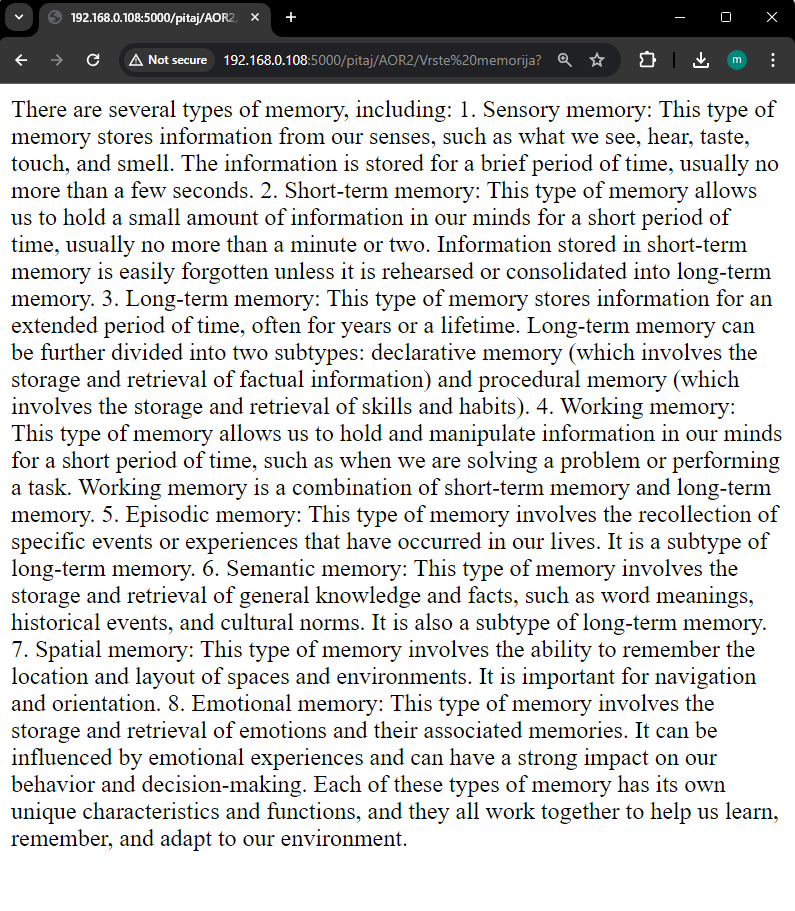 192.168.0.108:5000/pitaj/AOR2
Not secure 192.168.0.108:5000/pitaj/AOR2/Vrste%20memorija?
m
There are several types of memory, including: 1. Sensory memory: This type of
memory stores information from our senses, such as what we see, hear, taste,
touch, and smell. The information is stored for a brief period of time, usually no
more than a few seconds. 2. Short-term memory: This type of memory allows
us to hold a small amount of information in our minds for a short period of
time, usually no more than a minute or two. Information stored in short-term
memory is easily forgotten unless it is rehearsed or consolidated into long-term
memory. 3. Long-term memory: This type of memory stores information for an
extended period of time, often for years or a lifetime. Long-term memory can
be further divided into two subtypes: declarative memory (which involves the
storage and retrieval of factual information) and procedural memory (which
involves the storage and retrieval of skills and habits). 4. Working memory:
This type of memory allows us to hold and manipulate information in our minds
for a short period of time, such as when we are solving a problem or performing
a task. Working memory is a combination of short-term memory and long-term
memory. 5. Episodic memory: This type of memory involves the recollection of
specific events or experiences that have occurred in our lives. It is a subtype of
long-term memory. 6. Semantic memory: This type of memory involves the
storage and retrieval of general knowledge and facts, such as word meanings,
historical events, and cultural norms. It is also a subtype of long-term memory.
7. Spatial memory: This type of memory involves the ability to remember the
location and layout of spaces and environments. It is important for navigation
and orientation. 8. Emotional memory: This type of memory involves the
storage and retrieval of emotions and their associated memories. It can be
influenced by emotional experiences and can have a strong impact on our
behavior and decision-making. Each of these types of memory has its own
unique characteristics and functions, and they all work together to help us learn,
remember, and adapt to our environment.